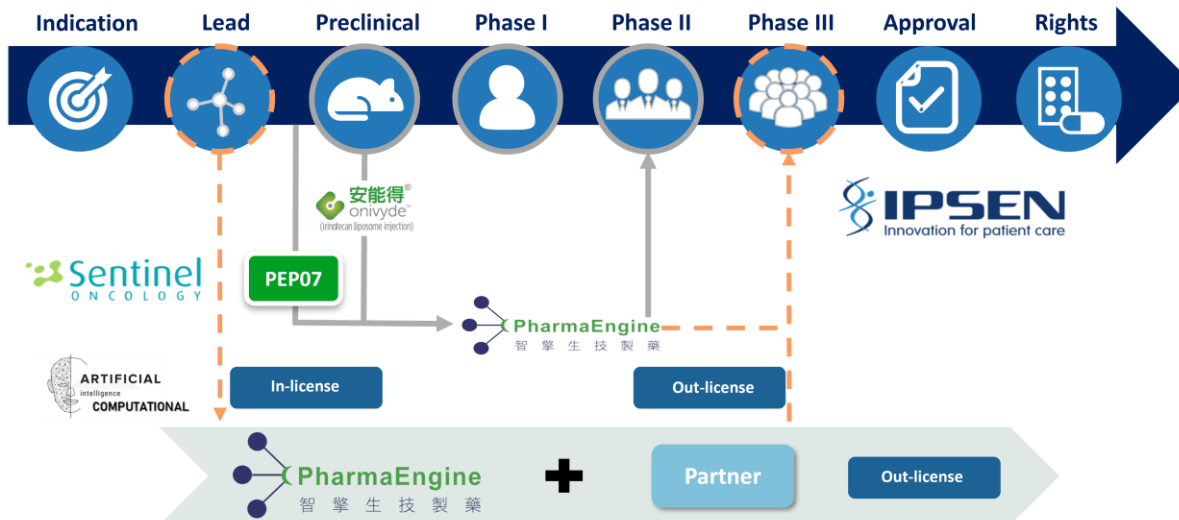 Indication
Lead
Preclinical
Phase I
Phase II
Phase III
Approval
Rights
安能得®
onivyde™
(irinotecan liposome injection)
IPSEN
Innovation for patient care
Sentinel
ONCOLOGY
PEP07
PharmaEngine
智擎生技製藥
ARTIFICIAL
intelligence
COMPUTATIONAL
In-license
Out-license
PharmaEngine
智擎生技製藥
Partner
Out-license